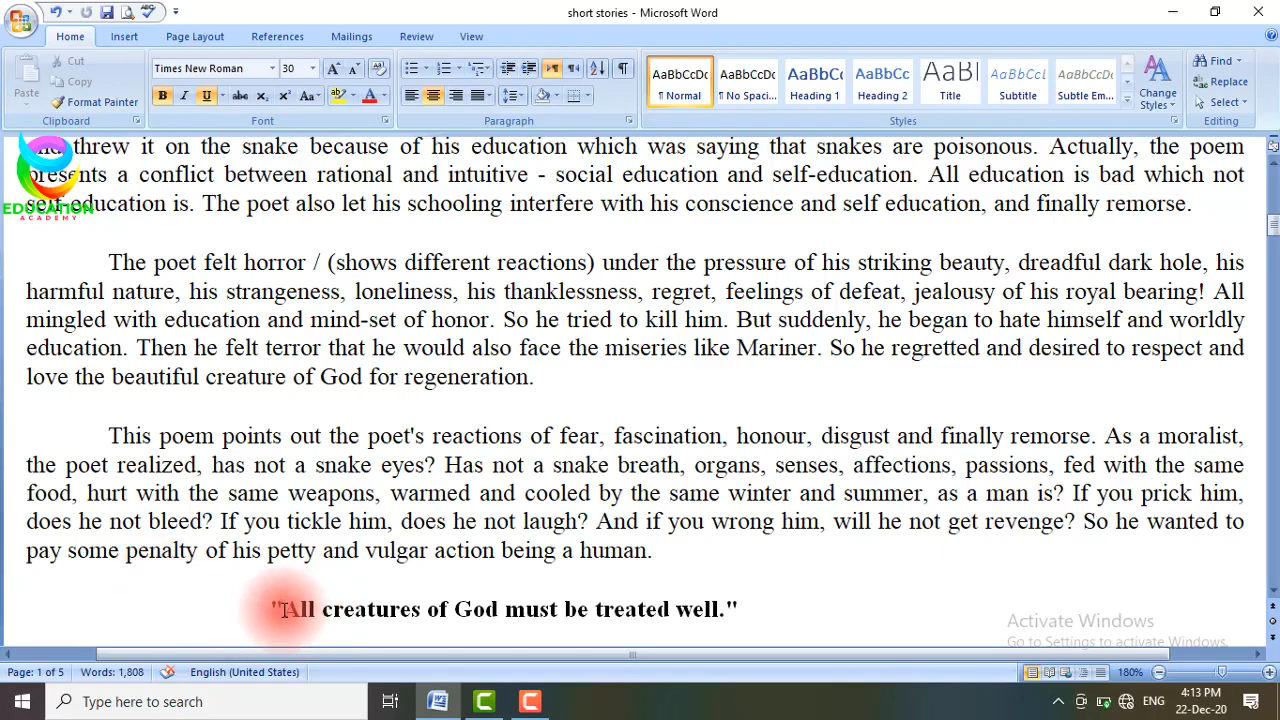 short stories - Microsoft Word
Home Insert Page Layout References Mailings Review View
Paste Cut Copy Format Painter Clipboard
Times New Roman 30 Font
Paragraph
AaBbCcDc ¶ Normal AaBbCcDc ¶ No Spaci... AaBbCc Heading 1 AaBbCc Heading 2 AaBl Title AaBbCcL Subtitle AaBbCcDc Subtle Em... Change Styles Styles
Find Replace Select Editing
threw it on the snake because of his education which was saying that snakes are poisonous. Actually, the poem
presents a conflict between rational and intuitive - social education and self-education. All education is bad which not
self-education is. The poet also let his schooling interfere with his conscience and self education, and finally remorse.
EDUCATION
ACADEMY
The poet felt horror / (shows different reactions) under the pressure of his striking beauty, dreadful dark hole, his
harmful nature, his strangeness, loneliness, his thanklessness, regret, feelings of defeat, jealousy of his royal bearing! All
mingled with education and mind-set of honor. So he tried to kill him. But suddenly, he began to hate himself and worldly
education. Then he felt terror that he would also face the miseries like Mariner. So he regretted and desired to respect and
love the beautiful creature of God for regeneration.
This poem points out the poet's reactions of fear, fascination, honour, disgust and finally remorse. As a moralist,
the poet realized, has not a snake eyes? Has not a snake breath, organs, senses, affections, passions, fed with the same
food, hurt with the same weapons, warmed and cooled by the same winter and summer, as a man is? If you prick him,
does he not bleed? If you tickle him, does he not laugh? And if you wrong him, will he not get revenge? So he wanted to
pay some penalty of his petty and vulgar action being a human.
"All creatures of God must be treated well."
Activate Windows
Go to Settings to activate Windows.
Page: 1 of 5 Words: 1,808 English (United States) 180%
Type here to search
ENG 4:13 PM
22-Dec-20